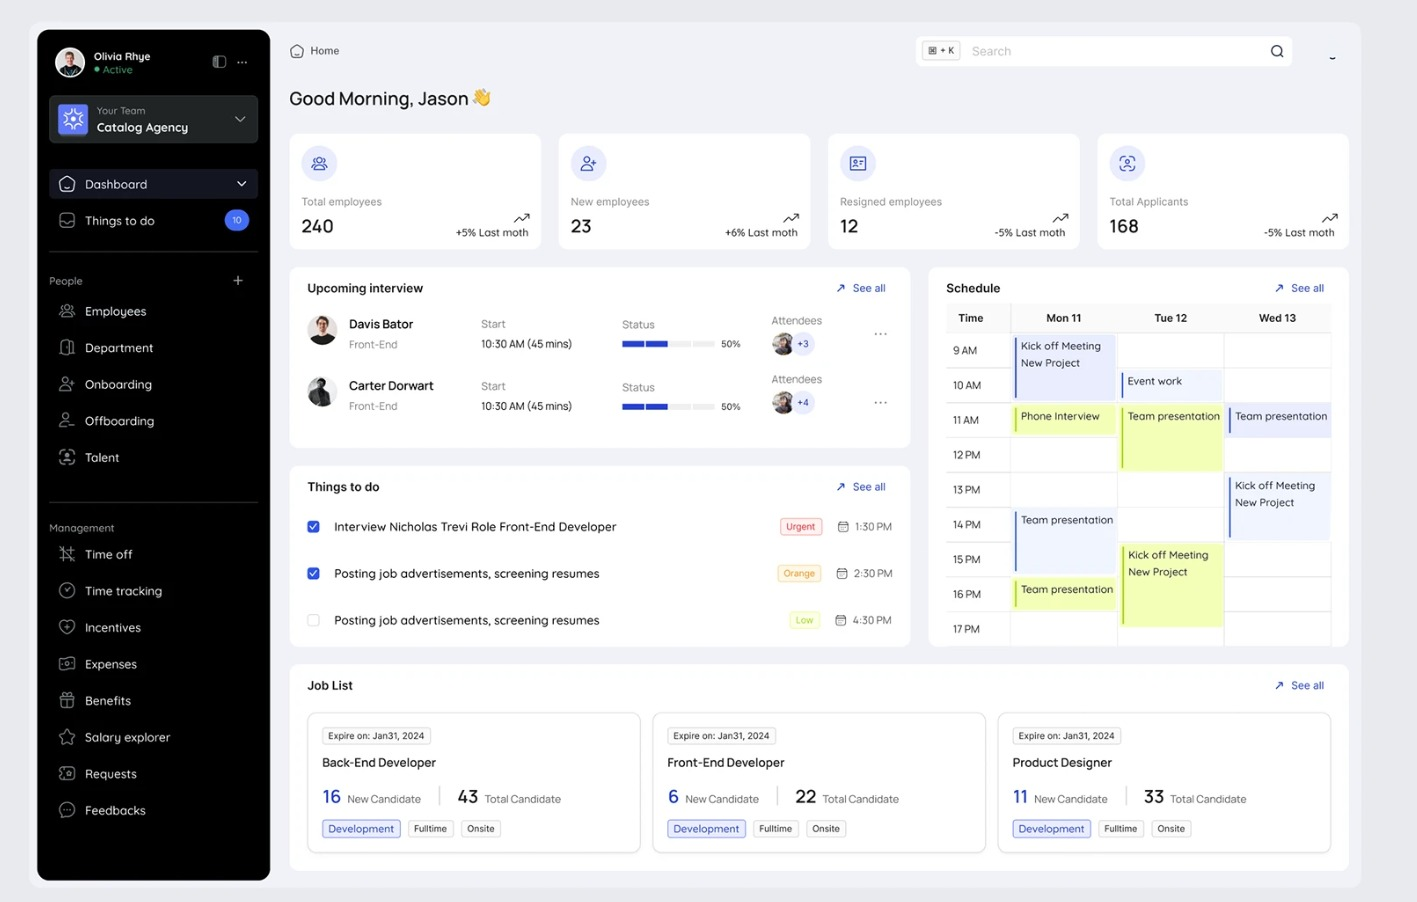 Olivia Rhye
Active
Your Team
Catalog Agency
Dashboard
Things to do
10
People
Employees
Department
Onboarding
Offboarding
Talent
Management
Time off
Time tracking
Incentives
Expenses
Benefits
Salary explorer
Requests
Feedbacks
Home
⌘ + K
Search
Good Morning, Jason 👋
Total employees
240
+5% Last moth
New employees
23
+6% Last moth
Resigned employees
12
-5% Last moth
Total Applicants
168
-5% Last moth
Upcoming interview
See all
Davis Bator
Front-End
Start
10:30 AM (45 mins)
Status
50%
Attendees
+3
Carter Dorwart
Front-End
Start
10:30 AM (45 mins)
Status
50%
Attendees
+4
Things to do
See all
Interview Nicholas Trevi Role Front-End Developer
Urgent
1:30 PM
Posting job advertisements, screening resumes
Orange
2:30 PM
Posting job advertisements, screening resumes
Low
4:30 PM
Schedule
See all
Time
Mon 11
Tue 12
Wed 13
9 AM
Kick off Meeting
New Project
10 AM
Event work
11 AM
Phone Interview
Team presentation
Team presentation
12 PM
13 PM
Kick off Meeting
New Project
14 PM
Team presentation
15 PM
Kick off Meeting
New Project
16 PM
Team presentation
17 PM
Job List
See all
Expire on: Jan31, 2024
Back-End Developer
16 New Candidate
43 Total Candidate
Development
Fulltime
Onsite
Expire on: Jan31, 2024
Front-End Developer
6 New Candidate
22 Total Candidate
Development
Fulltime
Onsite
Expire on: Jan31, 2024
Product Designer
11 New Candidate
33 Total Candidate
Development
Fulltime
Onsite